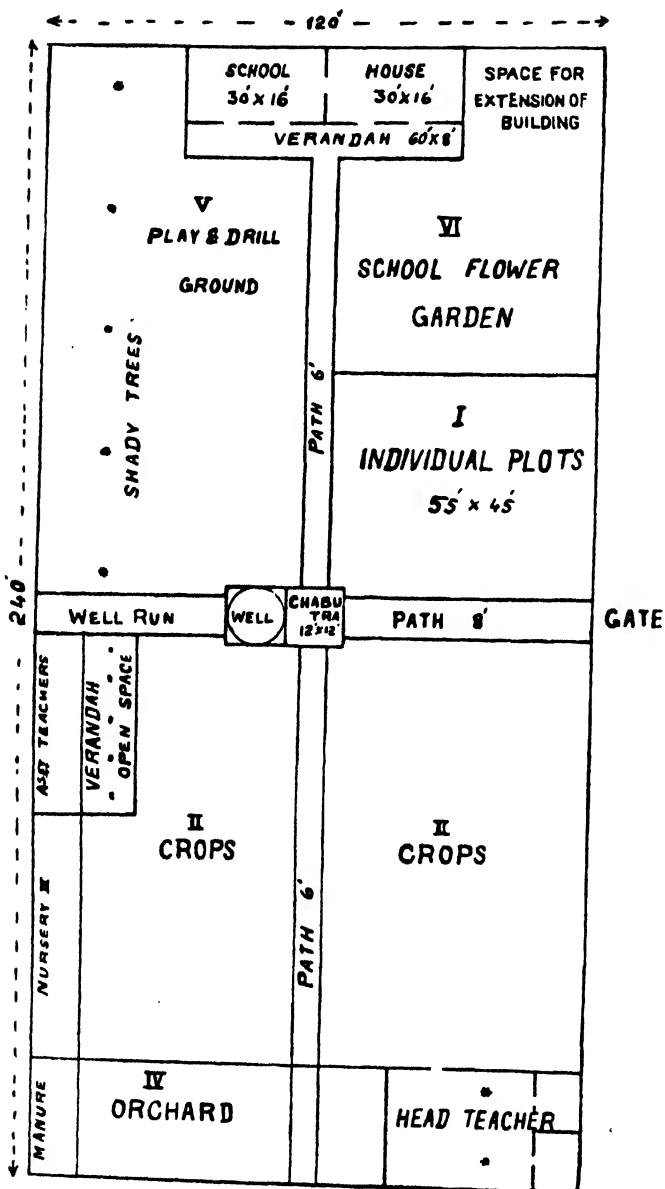 120'
SCHOOL
30'X16'
HOUSE
30'X16'
SPACE FOR
EXTENSION OF
BUILDING
VERANDAH 60'X8'
V
PLAY & DRILL
GROUND
VI
SCHOOL FLOWER
GARDEN
SHADY TREES
PATH 6'
I
INDIVIDUAL PLOTS
55' x 45'
240'
WELL RUN
WELL
CHABU
TRA
12'X12'
PATH 8'
GATE
ASST TEACHERS
VERANDAH
OPEN SPACE
II
CROPS
II
CROPS
NURSERY III
PATH 6'
MANURE
IV
ORCHARD
HEAD TEACHER